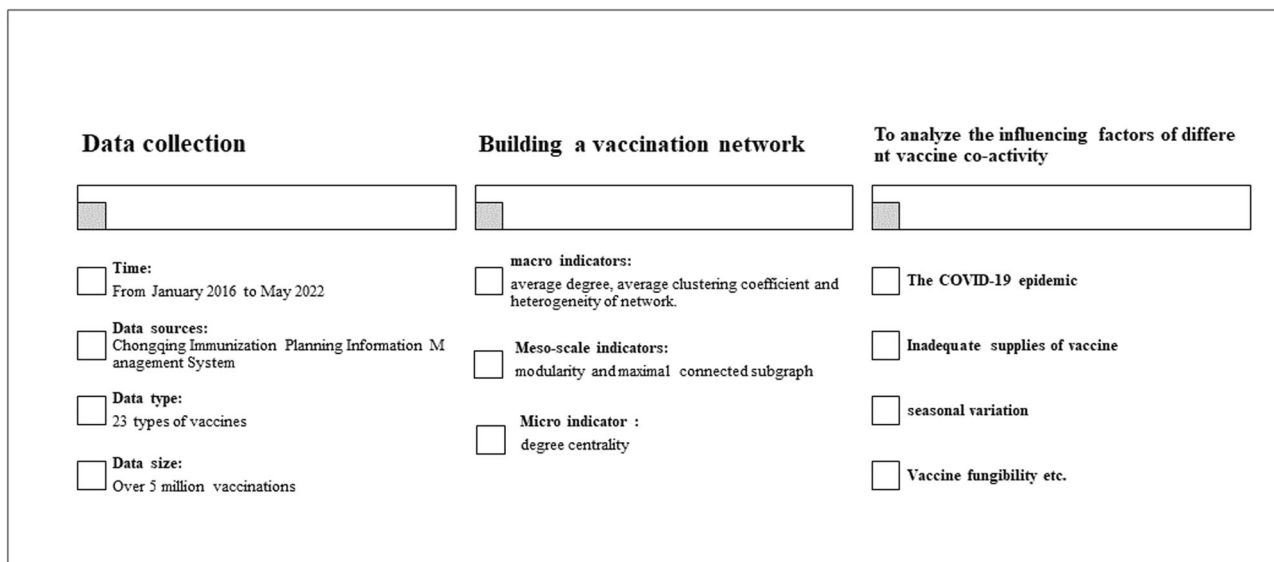 Data collection
Time:
From January 2016 to May 2022
Data sources:
Chongqing Immunization Planning Information M
anagement System
Data type:
23 types of vaccines
Data size:
Over 5 million vaccinations
Building a vaccination network
macro indicators:
average degree, average clustering coefficient and
heterogeneity of network.
Meso-scale indicators:
modularity and maximal connected subgraph
Micro indicator :
degree centrality
To analyze the influencing factors of differe
nt vaccine co-activity
The COVID-19 epidemic
Inadequate supplies of vaccine
seasonal variation
Vaccine fungibility etc.